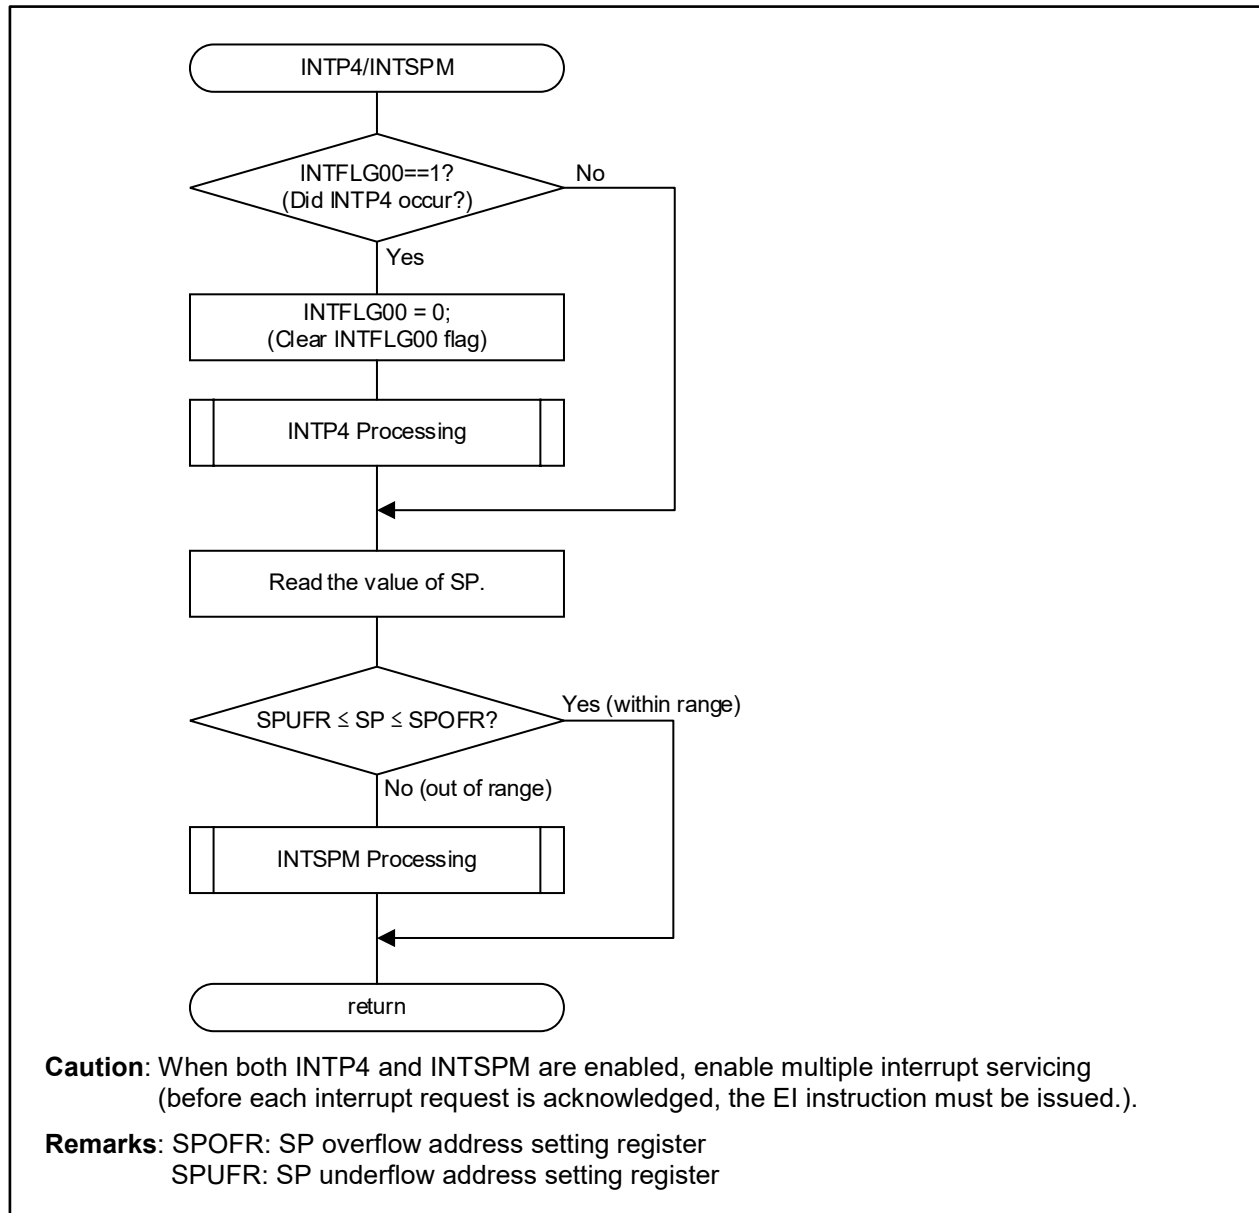 INTP4/INTSPM
INTFLG00==1?
(Did INTP4 occur?)
No
Yes
INTFLG00 = 0;
(Clear INTFLG00 flag)
INTP4 Processing
Read the value of SP.
SPUFR ≤ SP ≤ SPOFR?
Yes (within range)
No (out of range)
INTSPM Processing
return
Caution: When both INTP4 and INTSPM are enabled, enable multiple interrupt servicing
(before each interrupt request is acknowledged, the EI instruction must be issued.).
Remarks: SPOFR: SP overflow address setting register
SPUFR: SP underflow address setting register